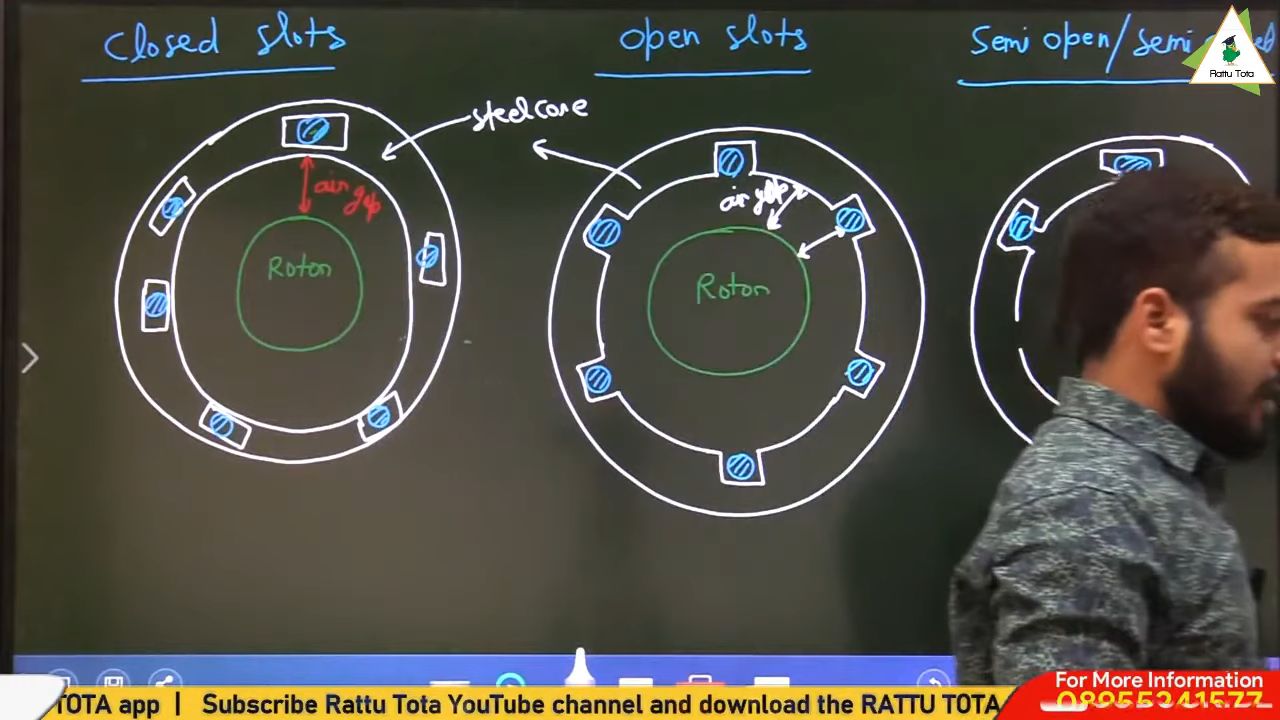 closed slots
open slots
Semi open/semi
Rattu Tota
steel core
air gap
air gap
Roton
Roton
For More Information
TOTA app | Subscribe Rattu Tota YouTube channel and download the RATTU TOTA
08955241577